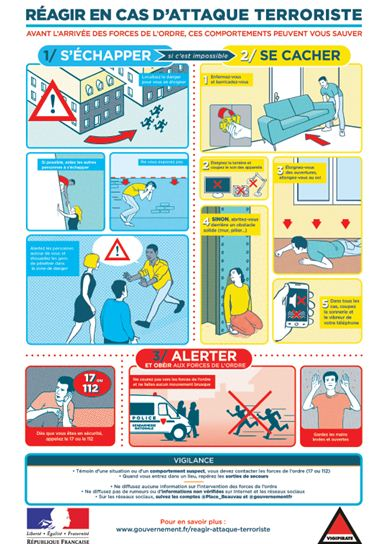 RÉAGIR EN CAS D'ATTAQUE TERRORISTE
AVANT L'ARRIVÉE DES FORCES DE L'ORDRE, CES COMPORTEMENTS PEUVENT VOUS SAUVER
1/ S'ÉCHAPPER
si c'est impossible
2/ SE CACHER
Localisez le danger
pour vous en éloigner
Si possible, aidez les autres
personnes à s'échapper
Ne vous exposez pas
Alertez les personnes
autour de vous et
dissuadez les gens
de pénétrer dans
la zone de danger
1
Enfermez-vous
et barricadez-vous
2
Éteignez la lumière et
coupez le son des appareils
3
Éloignez-vous
des ouvertures,
allongez-vous au sol
4
SINON, abritez-vous
derrière un obstacle
solide (mur, pilier...)
5
Dans tous les
cas, coupez
la sonnerie et
le vibreur de
votre téléphone
3/ ALERTER
ET OBÉIR AUX FORCES DE L'ORDRE
17 OU
112
Dès que vous êtes en sécurité,
appelez le 17 ou le 112
Ne courez pas vers les forces de l'ordre
et ne faites aucun mouvement brusque
POLICE
GENDARMERIE
NATIONALE
Gardez les mains
levées et ouvertes
VIGILANCE
• Témoin d'une situation ou d'un comportement suspect, vous devez contacter les forces de l'ordre (17 ou 112)
• Quand vous entrez dans un lieu, repérez les sorties de secours
• Ne diffusez aucune information sur l'intervention des forces de l'ordre
• Ne diffusez pas de rumeurs ou d'informations non vérifiées sur Internet et les réseaux sociaux
• Sur les réseaux sociaux, suivez les comptes @Place_Beauvau et @gouvernementfr
Liberté • Égalité • Fraternité
RÉPUBLIQUE FRANÇAISE
Pour en savoir plus :
www.gouvernement.fr/reagir-attaque-terroriste
VIGIPIRATE